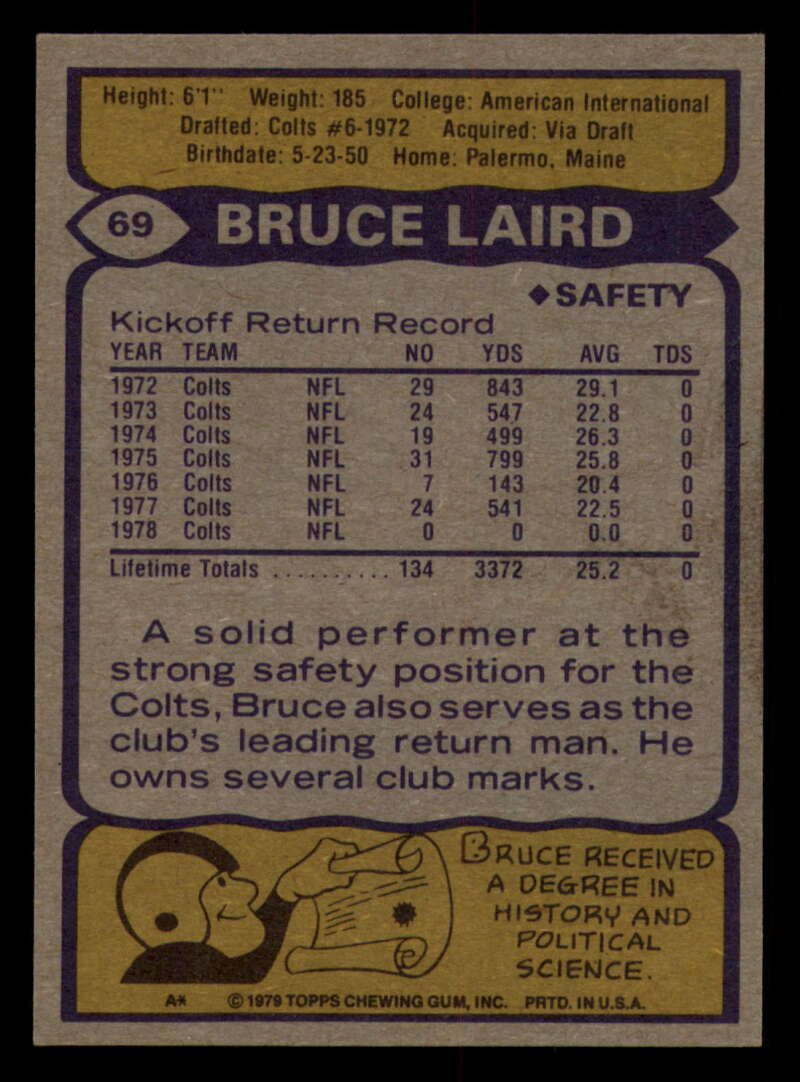 Height: 6'1" Weight: 185 College: American International
Drafted: Colts #6-1972 Acquired: Via Draft
Birthdate: 5-23-50 Home: Palermo, Maine
69 BRUCE LAIRD
◆SAFETY
Kickoff Return Record
YEAR TEAM NO YDS AVG TDS
1972 Colts NFL 29 843 29.1 0
1973 Colts NFL 24 547 22.8 0
1974 Colts NFL 19 499 26.3 0
1975 Colts NFL 31 799 25.8 0
1976 Colts NFL 7 143 20.4 0
1977 Colts NFL 24 541 22.5 0
1978 Colts NFL 0 0 0.0 0
Lifetime Totals .......... 134 3372 25.2 0
A solid performer at the
strong safety position for the
Colts, Bruce also serves as the
club's leading return man. He
owns several club marks.
BRUCE RECEIVED
A DEGREE IN
HISTORY AND
POLITICAL
SCIENCE.
A* © 1979 TOPPS CHEWING GUM, INC. PRTD. IN U.S.A.